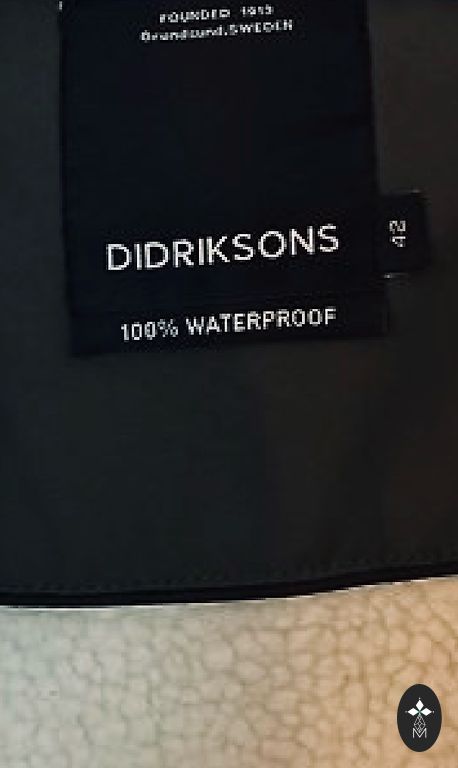 FOUNDED 1913
Grundsund, SWEDEN
DIDRIKSONS
42
100% WATERPROOF
M